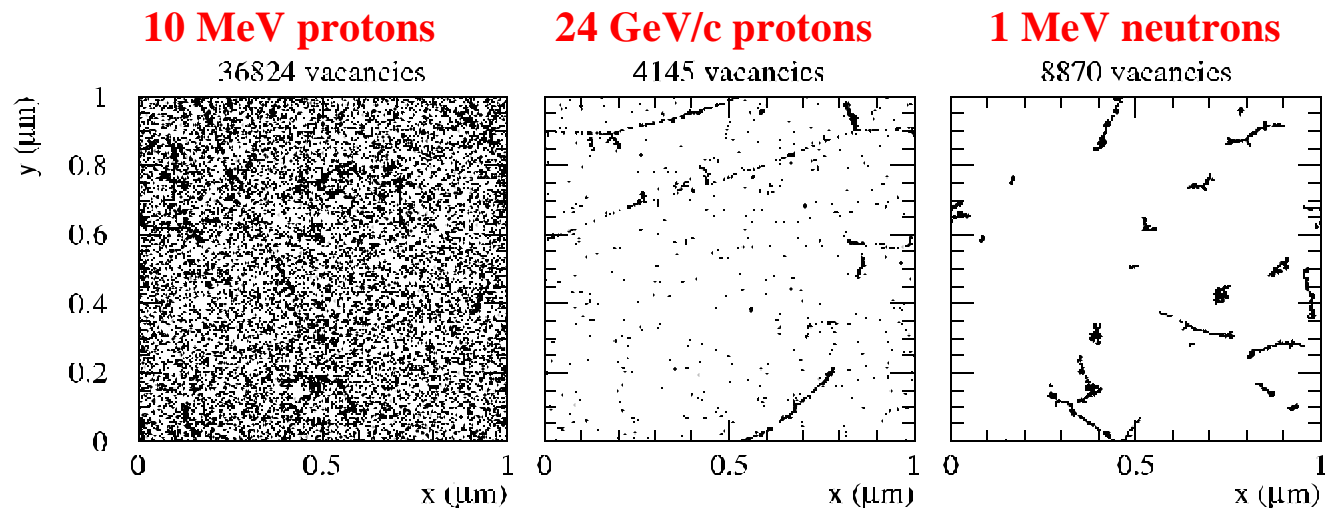 10 MeV protons
36824 vacancies
24 GeV/c protons
4145 vacancies
1 MeV neutrons
8870 vacancies
y (μm)
1
0.8
0.6
0.4
0.2
0
0
0.5
1
x (μm)
0
0.5
1
x (μm)
0
0.5
1
x (μm)